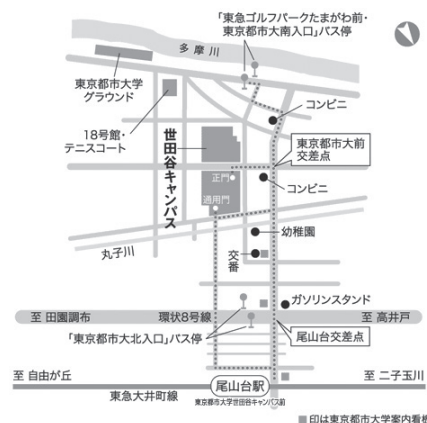 「東急ゴルフパークたまがわ前・
東京都市大南入口」バス停
多摩川
東京都市大学
グラウンド
コンビニ
18号館・
テニスコート
世田谷キャンパス
東京都市大前
交差点
正門
コンビニ
通用門
幼稚園
丸子川
交番
ガソリンスタンド
至 田園調布
環状8号線
至 高井戸
「東京都市大北入口」バス停
尾山台交差点
至 自由が丘
尾山台駅
至 二子玉川
東急大井町線
東京都市大学世田谷キャンパス前
■印は東京都市大学案内看板